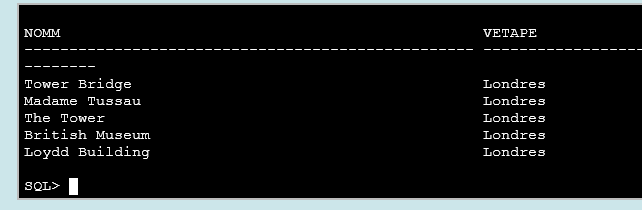 NOMM VETAPE
-------------------------------------------------- ------------------
--------
Tower Bridge Londres
Madame Tussau Londres
The Tower Londres
British Museum Londres
Loydd Building Londres
SQL>